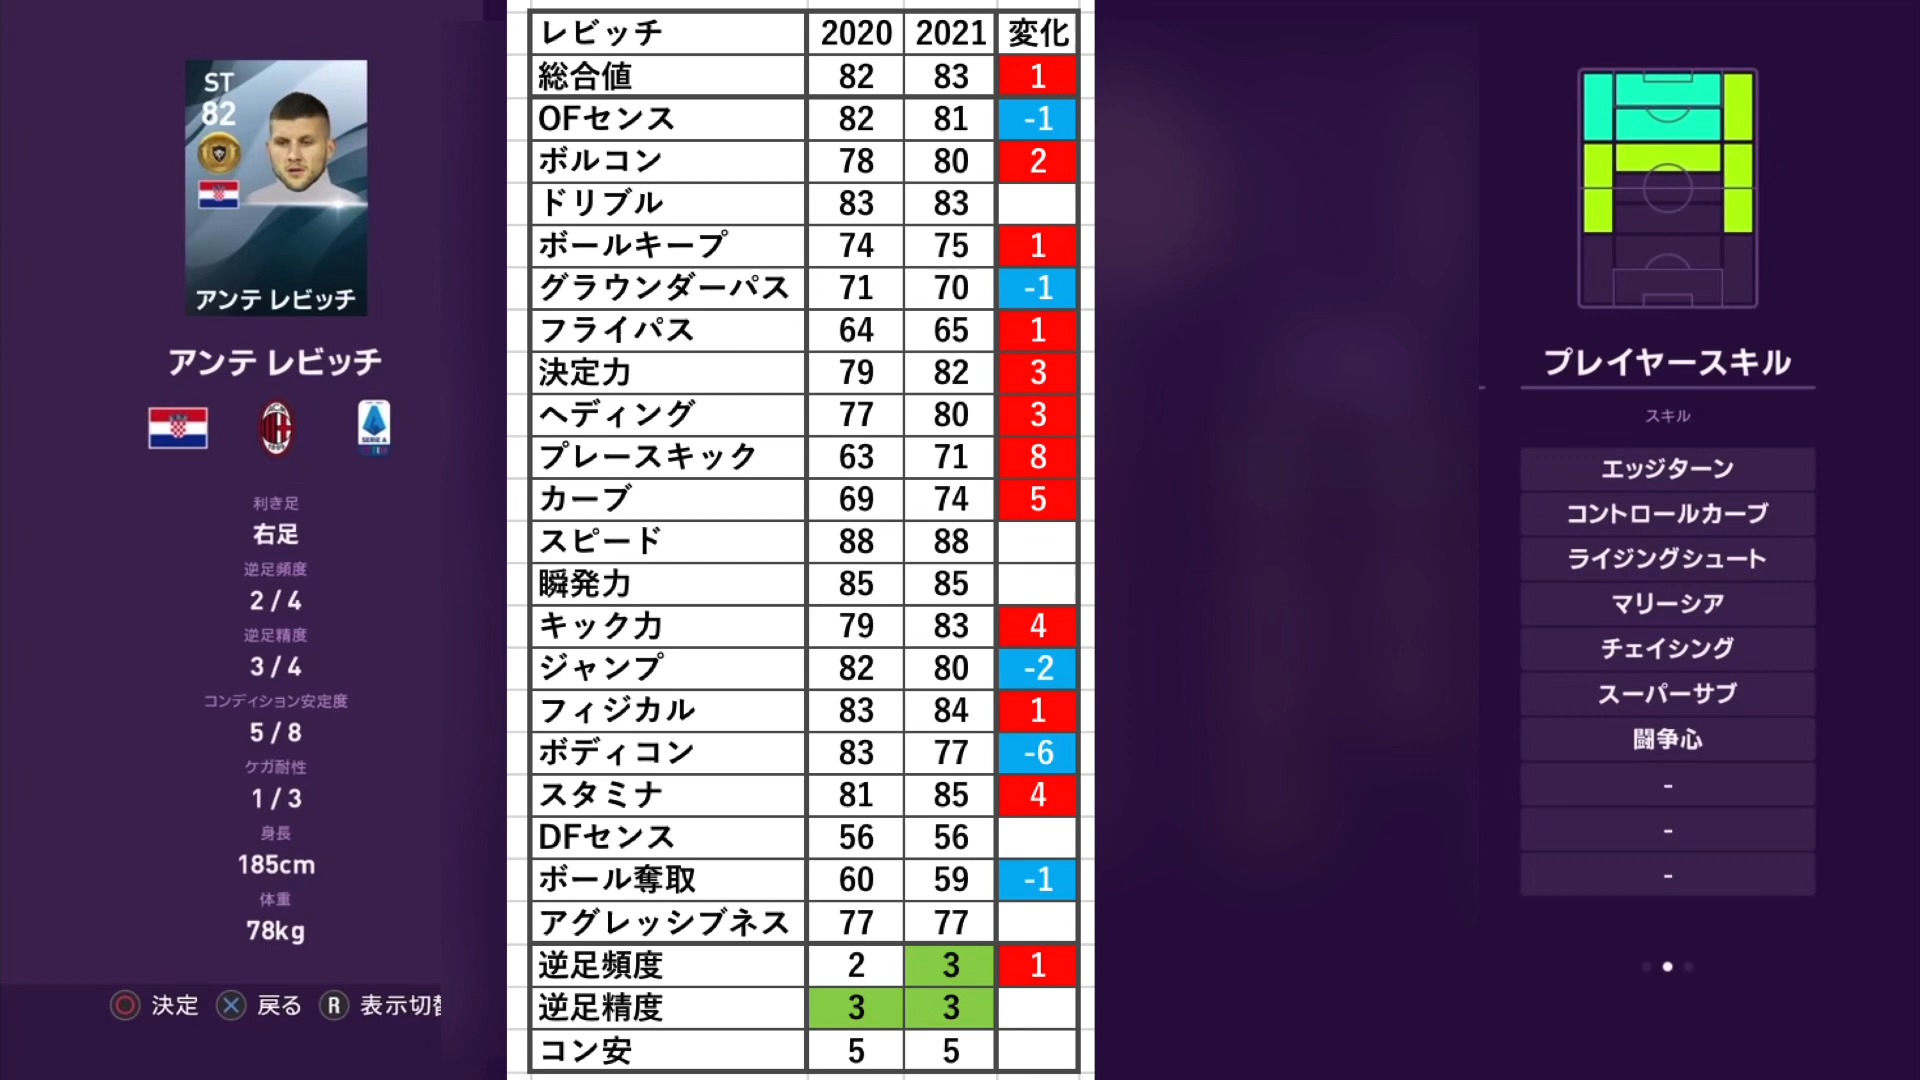 ST
82
アンテ レビッチ
アンテ レビッチ
SERIE A
利き足
右足
逆足頻度
2 / 4
逆足精度
3 / 4
コンディション安定度
5 / 8
ケガ耐性
1 / 3
身長
185cm
体重
78kg
決定 戻る R 表示切替
レビッチ 2020 2021 変化
総合値 82 83 1
OFセンス 82 81 -1
ボルコン 78 80 2
ドリブル 83 83
ボールキープ 74 75 1
グラウンダーパス 71 70 -1
フライパス 64 65 1
決定力 79 82 3
ヘディング 77 80 3
プレースキック 63 71 8
カーブ 69 74 5
スピード 88 88
瞬発力 85 85
キック力 79 83 4
ジャンプ 82 80 -2
フィジカル 83 84 1
ボディコン 83 77 -6
スタミナ 81 85 4
DFセンス 56 56
ボール奪取 60 59 -1
アグレッシブネス 77 77
逆足頻度 2 3 1
逆足精度 3 3
コン安 5 5
プレイヤースキル
スキル
エッジターン
コントロールカーブ
ライジングシュート
マリーシア
チェイシング
スーパーサブ
闘争心
-
-
-